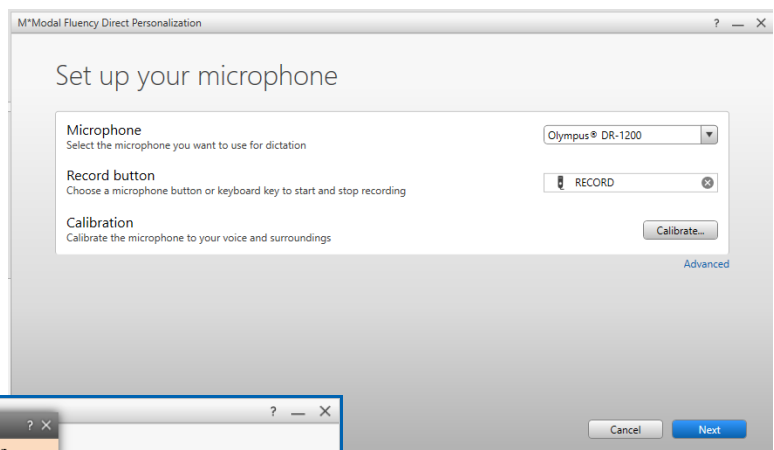 M*Modal Fluency Direct Personalization ? — X
Set up your microphone
Microphone
Select the microphone you want to use for dictation
Olympus® DR-1200
Record button
Choose a microphone button or keyboard key to start and stop recording
RECORD
Calibration
Calibrate the microphone to your voice and surroundings
Calibrate...
Advanced
? — X
? X
Cancel
Next